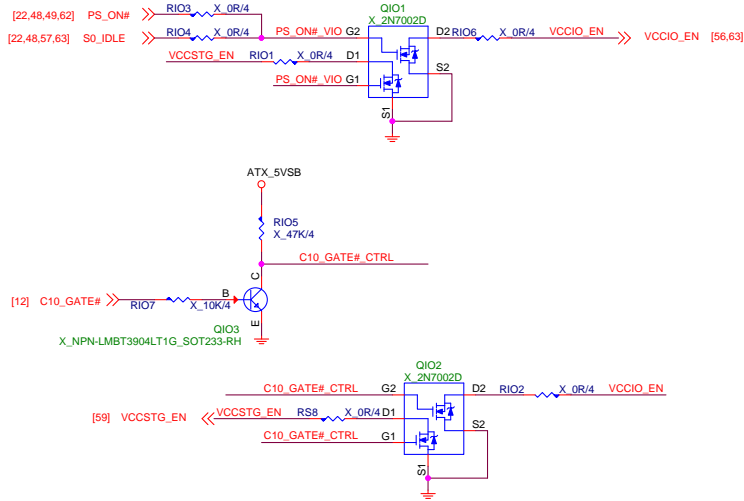 [22,48,49,62] PS_ON# RIO3 X_0R/4
[22,48,57,63] S0_IDLE RIO4 X_0R/4 PS_ON#_VIO G2
QIO1
X_2N7002D
D2 RIO6 X_0R/4 VCCIO_EN VCCIO_EN [56,63]
VCCSTG_EN RIO1 X_0R/4 D1
S2
PS_ON#_VIO G1
S1
ATX_5VSB
RIO5
X_47K/4
C10_GATE#_CTRL
C
[12] C10_GATE# RIO7 X_10K/4 B
E
QIO3
X_NPN-LMBT3904LT1G_SOT233-RH
QIO2
X_2N7002D
C10_GATE#_CTRL G2
D2 RIO2 X_0R/4 VCCIO_EN
[59] VCCSTG_EN VCCSTG_EN RS8 X_0R/4 D1
S2
C10_GATE#_CTRL G1
S1